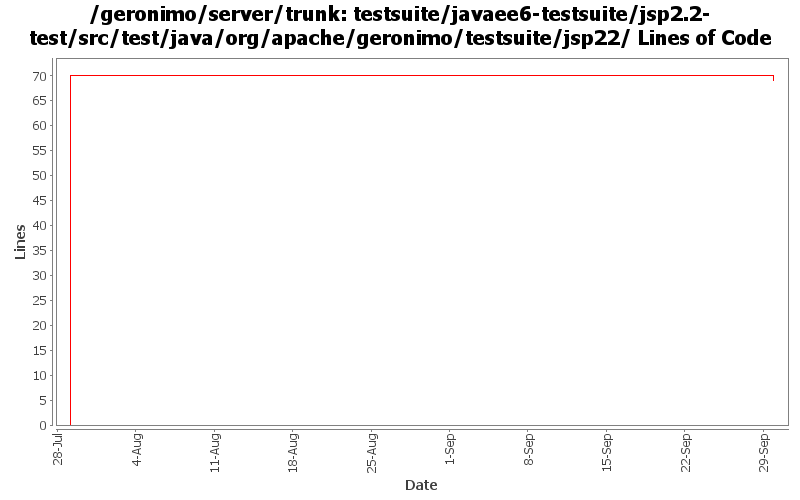 /geronimo/server/trunk: testsuite/javaee6-testsuite/jsp2.2-
test/src/test/java/org/apache/geronimo/testsuite/jsp22/ Lines of Code
70
65
60
55
50
45
40
35
30
25
20
15
10
5
0
Lines
28-Jul
4-Aug
11-Aug
18-Aug
25-Aug
1-Sep
8-Sep
15-Sep
22-Sep
29-Sep
Date